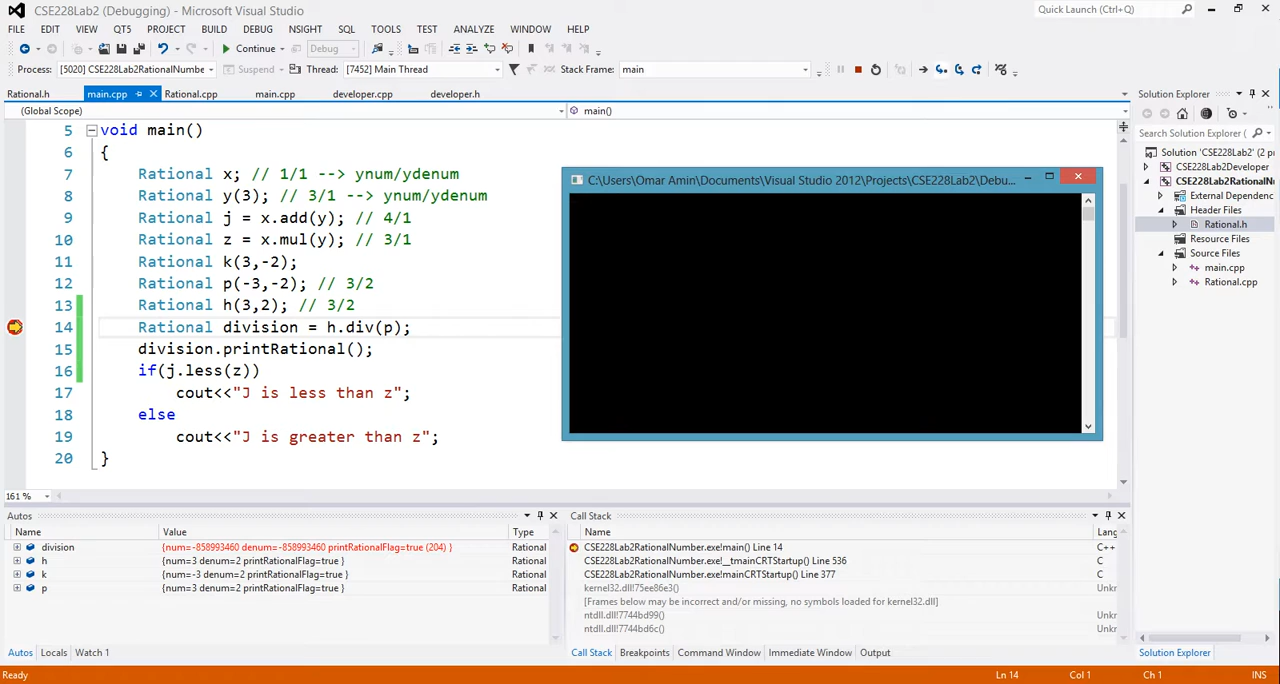 CSE228Lab2 (Debugging) - Microsoft Visual Studio
Quick Launch (Ctrl+Q)
FILE EDIT VIEW QT5 PROJECT BUILD DEBUG NSIGHT SQL TOOLS TEST ANALYZE WINDOW HELP
Continue Debug
Process: [5020] CSE228Lab2RationalNumbe Suspend Thread: [7452] Main Thread Stack Frame: main
Rational.h main.cpp Rational.cpp main.cpp developer.cpp developer.h
(Global Scope) main()
5 void main()
6 {
7 Rational x; // 1/1 --> ynum/ydenum
8 Rational y(3); // 3/1 --> ynum/ydenum
9 Rational j = x.add(y); // 4/1
10 Rational z = x.mul(y); // 3/1
11 Rational k(3,-2);
12 Rational p(-3,-2); // 3/2
13 Rational h(3,2); // 3/2
14 Rational division = h.div(p);
15 division.printRational();
16 if(j.less(z))
17 cout<<"J is less than z";
18 else
19 cout<<"J is greater than z";
20 }
161 %
C:\Users\Omar Amin\Documents\Visual Studio 2012\Projects\CSE228Lab2\Debu...
Solution Explorer
Search Solution Explorer (
Solution 'CSE228Lab2' (2 p
CSE228Lab2Developer
CSE228Lab2RationalNu
External Dependenc
Header Files
Rational.h
Resource Files
Source Files
main.cpp
Rational.cpp
Solution Explorer
Autos
Name Value Type
division {num=-858993460 denum=-858993460 printRationalFlag=true (204) } Rational
h {num=3 denum=2 printRationalFlag=true } Rational
k {num=-3 denum=2 printRationalFlag=true } Rational
p {num=3 denum=2 printRationalFlag=true } Rational
Autos Locals Watch 1
Call Stack
Name Lang
CSE228Lab2RationalNumber.exe!main() Line 14 C++
CSE228Lab2RationalNumber.exe!__tmainCRTStartup() Line 536 C
CSE228Lab2RationalNumber.exe!mainCRTStartup() Line 377 C
kernel32.dll!75ee86e3() Unkr
[Frames below may be incorrect and/or missing, no symbols loaded for kernel32.dll]
ntdll.dll!7744bd99() Unkr
ntdll.dll!7744bd6c() Unkr
Call Stack Breakpoints Command Window Immediate Window Output
Ready Ln 14 Col 1 Ch 1 INS